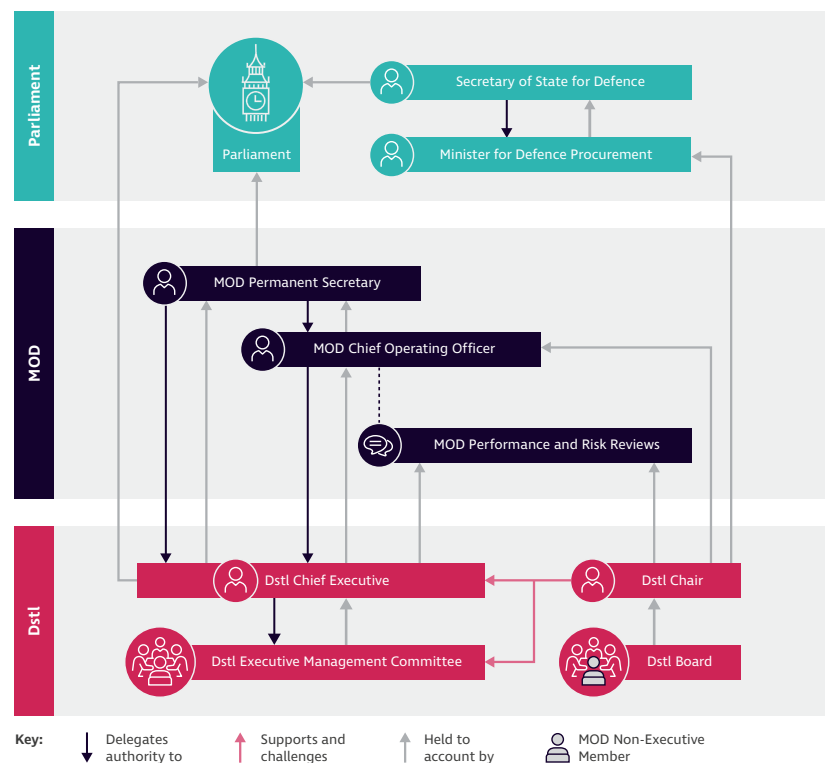 Parliament
Parliament
Secretary of State for Defence
Minister for Defence Procurement
MOD
MOD Permanent Secretary
MOD Chief Operating Officer
MOD Performance and Risk Reviews
Dstl
Dstl Chief Executive
Dstl Chair
Dstl Executive Management Committee
Dstl Board
Key:
Delegates
authority to
Supports and
challenges
Held to
account by
MOD Non-Executive
Member